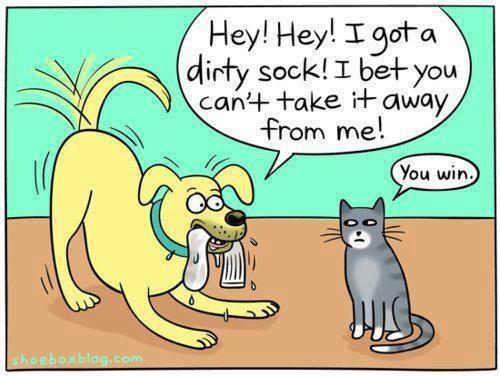 Hey! Hey! I got a
dirty sock! I bet you
can't take it away
from me!
You win.
shoeboxblog.com